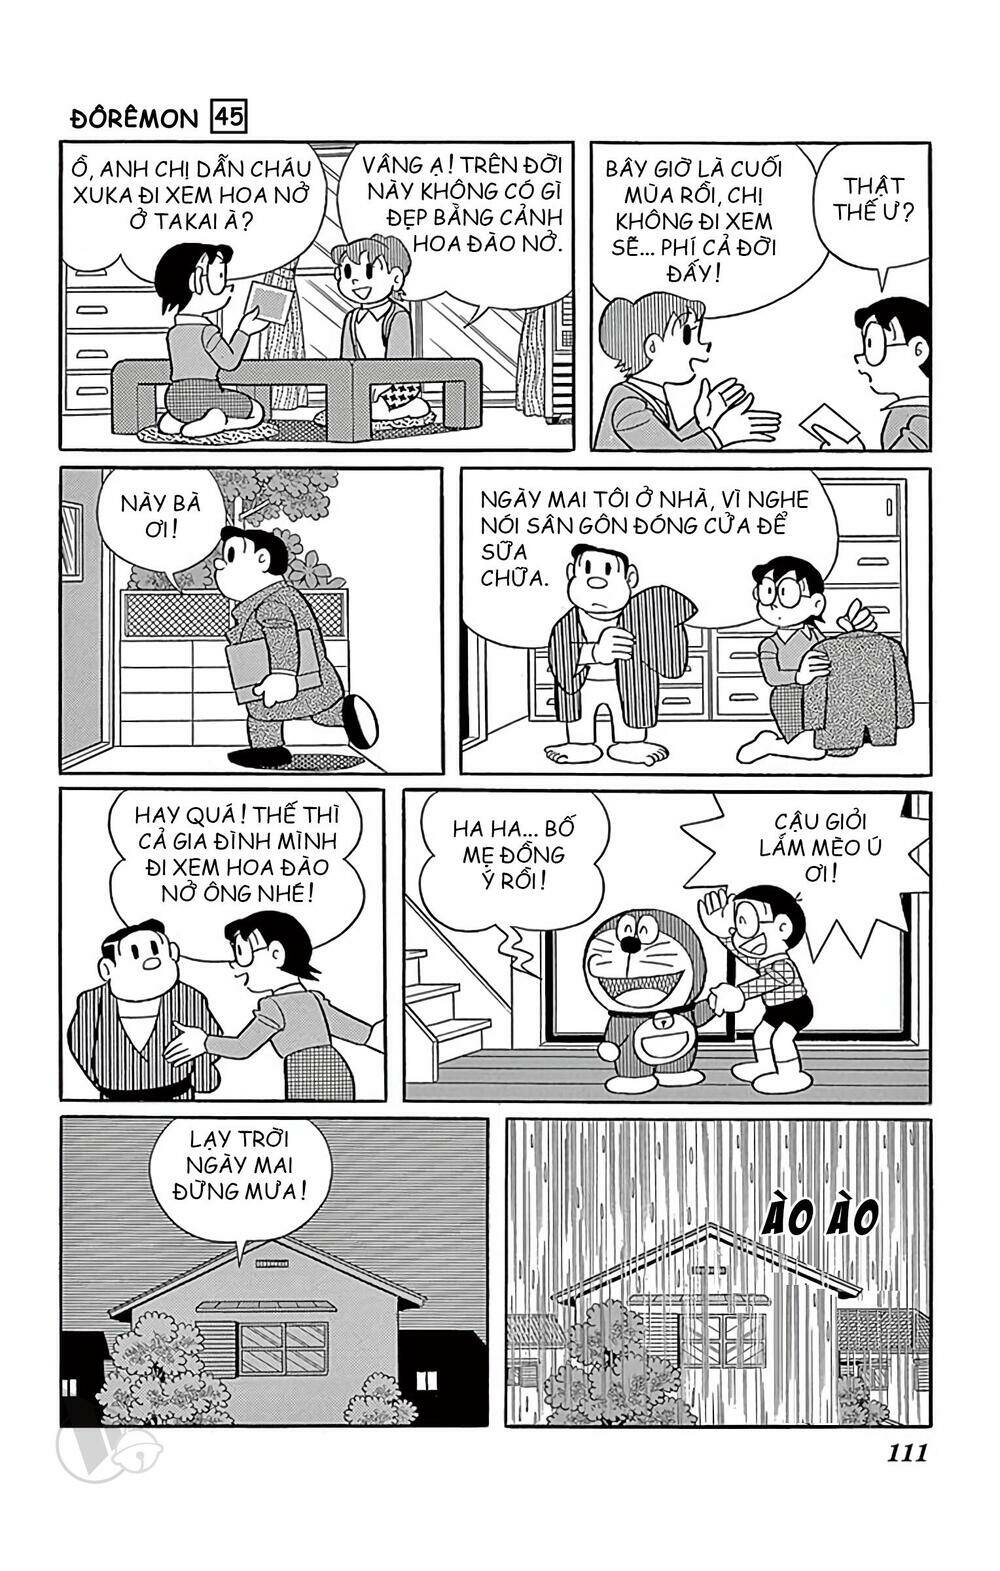 ĐÔRÊMON 45
Ồ, ANH CHỊ DẪN CHÁU
XUKA ĐI XEM HOA NỞ
Ở TAKAI À?
VÂNG Ạ! TRÊN ĐỜI
NÀY KHÔNG CÓ GÌ
ĐẸP BẰNG CẢNH
HOA ĐÀO NỞ.
BÂY GIỜ LÀ CUỐI
MÙA RỒI, CHỊ
KHÔNG ĐI XEM
SẼ... PHÍ CẢ ĐỜI
ĐẤY!
THẬT
THẾ Ư?
NÀY BÀ
ƠI!
NGÀY MAI TÔI Ở NHÀ, VÌ NGHE
NÓI SÂN GÔN ĐÓNG CỬA ĐỂ
SỮA
CHỮA.
HAY QUÁ! THẾ THÌ
CẢ GIA ĐÌNH MÌNH
ĐI XEM HOA ĐÀO
NỞ ÔNG NHÉ!
HA HA... BỐ
MẸ ĐỒNG
Ý RỒI!
CẬU GIỎI
LẮM MÈO Ú
ƠI!
LẠY TRỜI
NGÀY MAI
ĐỪNG MƯA!
ÀO ÀO
111